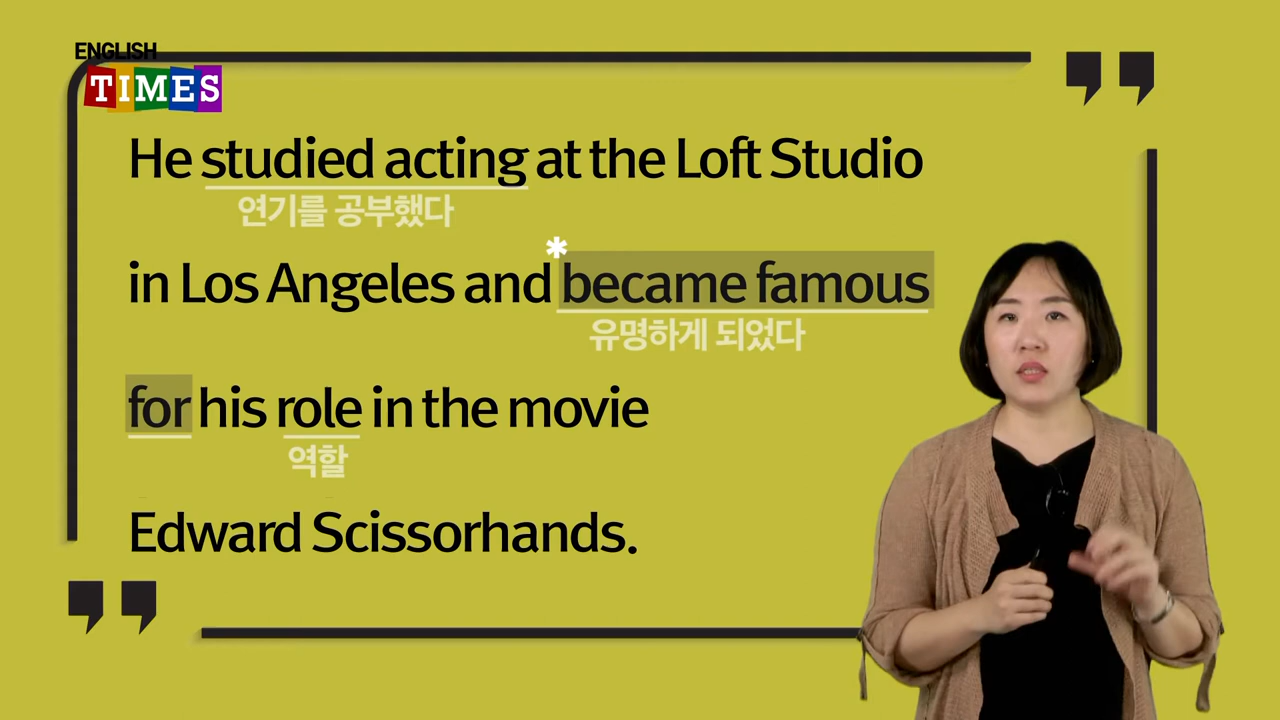 ENGLISH
TIMES
He studied acting at the Loft Studio
연기를 공부했다
in Los Angeles and *became famous
유명하게 되었다
for his role in the movie
역할
Edward Scissorhands.